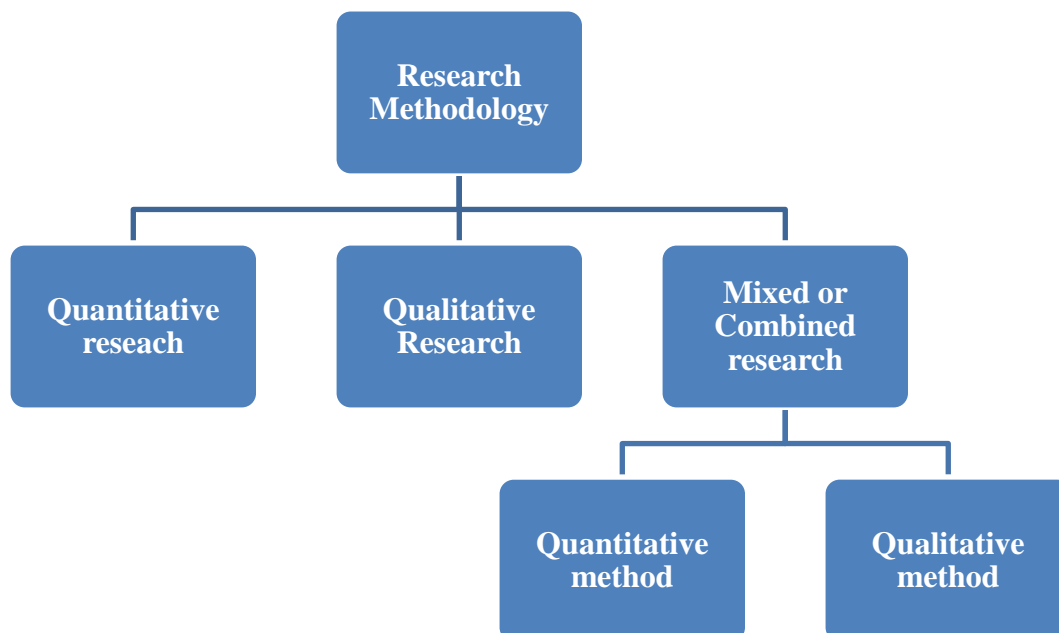 Research
Methodology
Quantitative
reseach
Qualitative
Research
Mixed or
Combined
research
Quantitative
method
Qualitative
method